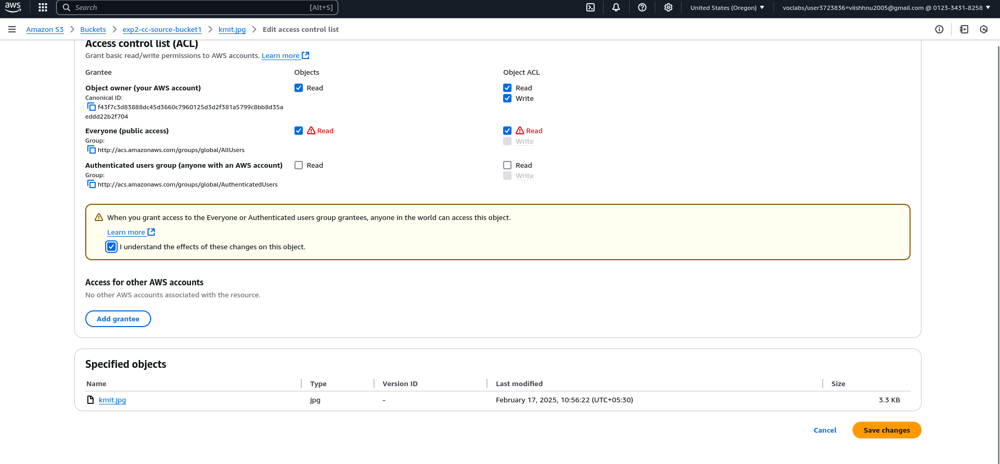 aws
Search [Alt+S] United States (Oregon) voclabs/user3723836=viishhnu2005@gmail.com @ 0123-3431-8258
Amazon S3 Buckets exp2-cc-source-bucket1 kmit.jpg Edit access control list
Access control list (ACL)
Grant basic read/write permissions to AWS accounts. Learn more
Grantee Objects Object ACL
Object owner (your AWS account) Read Read
Canonical ID: Write
f43f7c3d83888dc45d3660c7960125d3d2f381a5799c8bb8d35a
eddd22b2f704
Everyone (public access) Read Read
Group: Write
http://acs.amazonaws.com/groups/global/AllUsers
Authenticated users group (anyone with an AWS account) Read Read
Group: Write
http://acs.amazonaws.com/groups/global/AuthenticatedUsers
When you grant access to the Everyone or Authenticated users group grantees, anyone in the world can access this object.
Learn more
I understand the effects of these changes on this object.
Access for other AWS accounts
No other AWS accounts associated with the resource.
Add grantee
Specified objects
Name Type Version ID Last modified Size
kmit.jpg jpg - February 17, 2025, 10:56:22 (UTC+05:30) 3.3 KB
Cancel Save changes